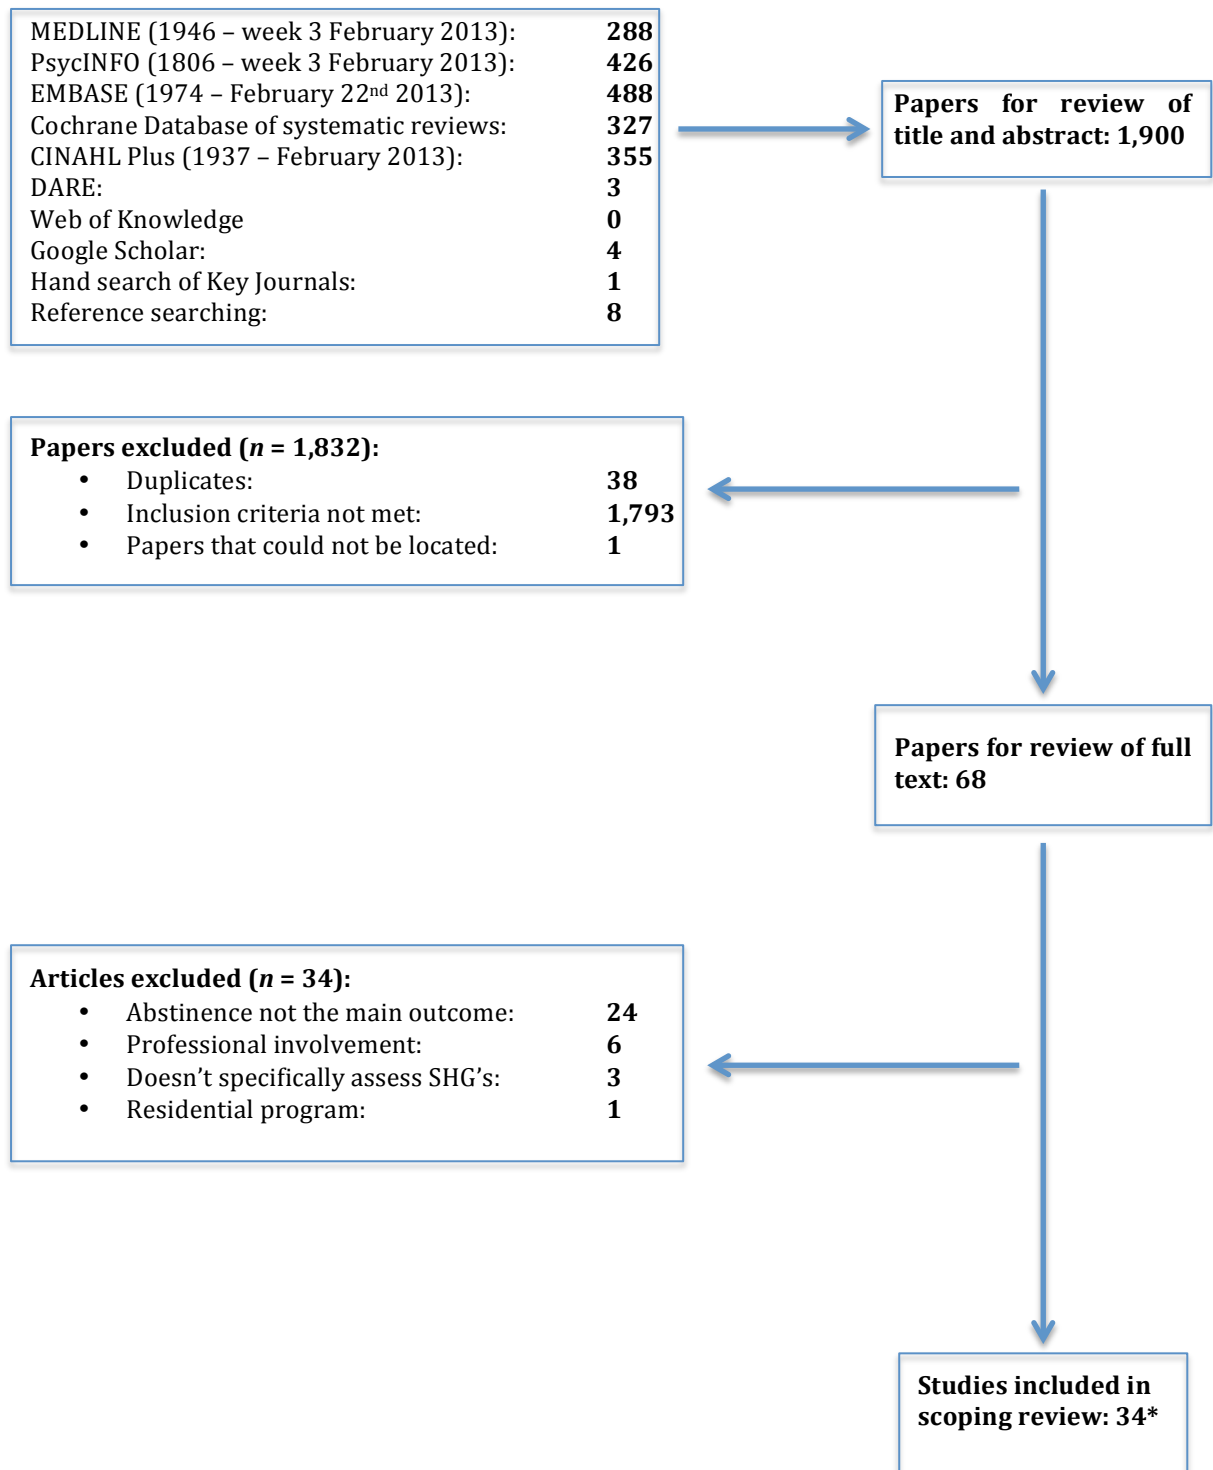 MEDLINE (1946 – week 3 February 2013): 288
PsycINFO (1806 – week 3 February 2013): 426
EMBASE (1974 – February 22nd 2013): 488
Cochrane Database of systematic reviews: 327
CINAHL Plus (1937 – February 2013): 355
DARE: 3
Web of Knowledge 0
Google Scholar: 4
Hand search of Key Journals: 1
Reference searching: 8
Papers for review of
title and abstract: 1,900
Papers excluded (n = 1,832):
• Duplicates: 38
• Inclusion criteria not met: 1,793
• Papers that could not be located: 1
Papers for review of full
text: 68
Articles excluded (n = 34):
• Abstinence not the main outcome: 24
• Professional involvement: 6
• Doesn't specifically assess SHG's: 3
• Residential program: 1
Studies included in
scoping review: 34*